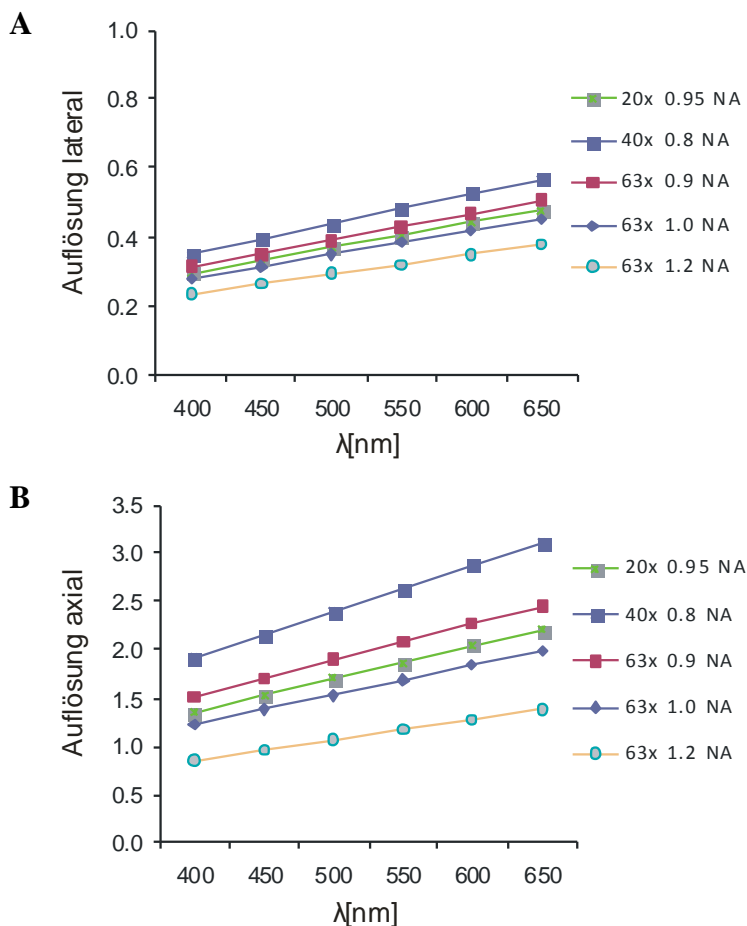 A
Auflösung lateral
1.0
0.8
0.6
0.4
0.2
0.0
400 450 500 550 600 650
λ[nm]
20x 0.95 NA
40x 0.8 NA
63x 0.9 NA
63x 1.0 NA
63x 1.2 NA
B
Auflösung axial
3.5
3.0
2.5
2.0
1.5
1.0
0.5
0.0
400 450 500 550 600 650
λ[nm]
20x 0.95 NA
40x 0.8 NA
63x 0.9 NA
63x 1.0 NA
63x 1.2 NA